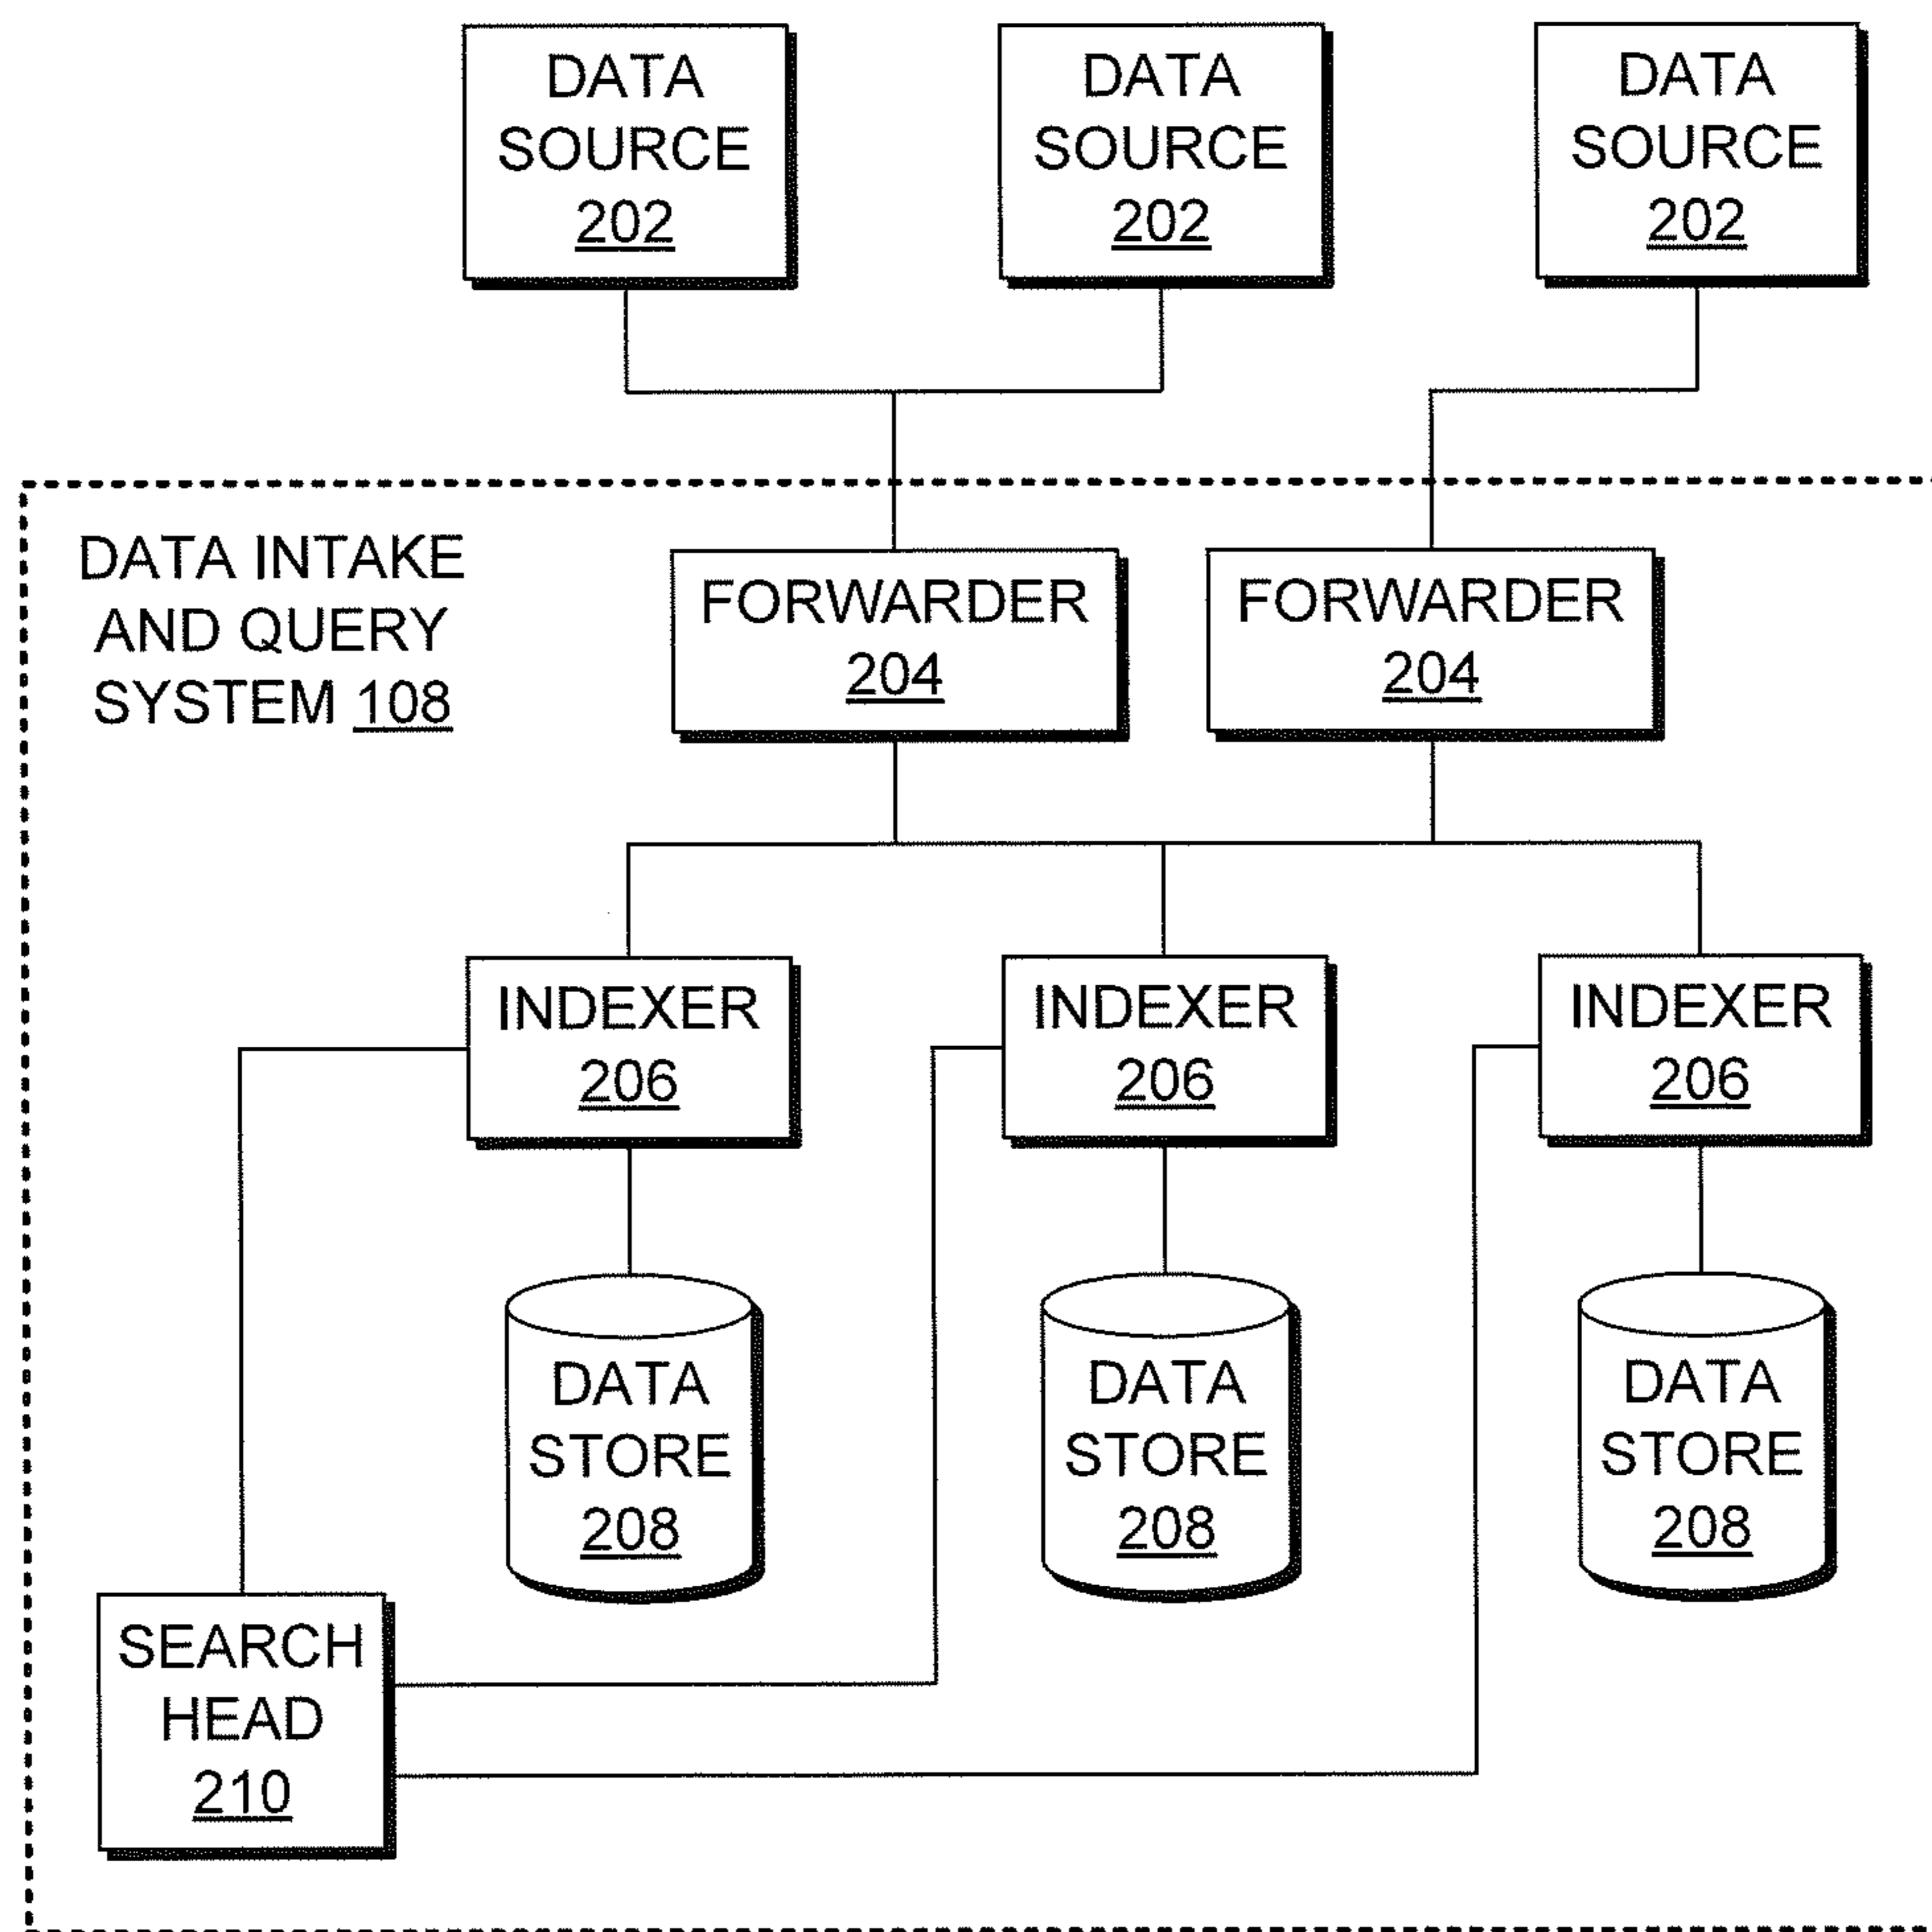 DATA
SOURCE
202
DATA
SOURCE
202
DATA
SOURCE
202
DATA INTAKE
AND QUERY
SYSTEM 108
FORWARDER
204
FORWARDER
204
INDEXER
206
INDEXER
206
INDEXER
206
DATA
STORE
208
DATA
STORE
208
DATA
STORE
208
SEARCH
HEAD
210